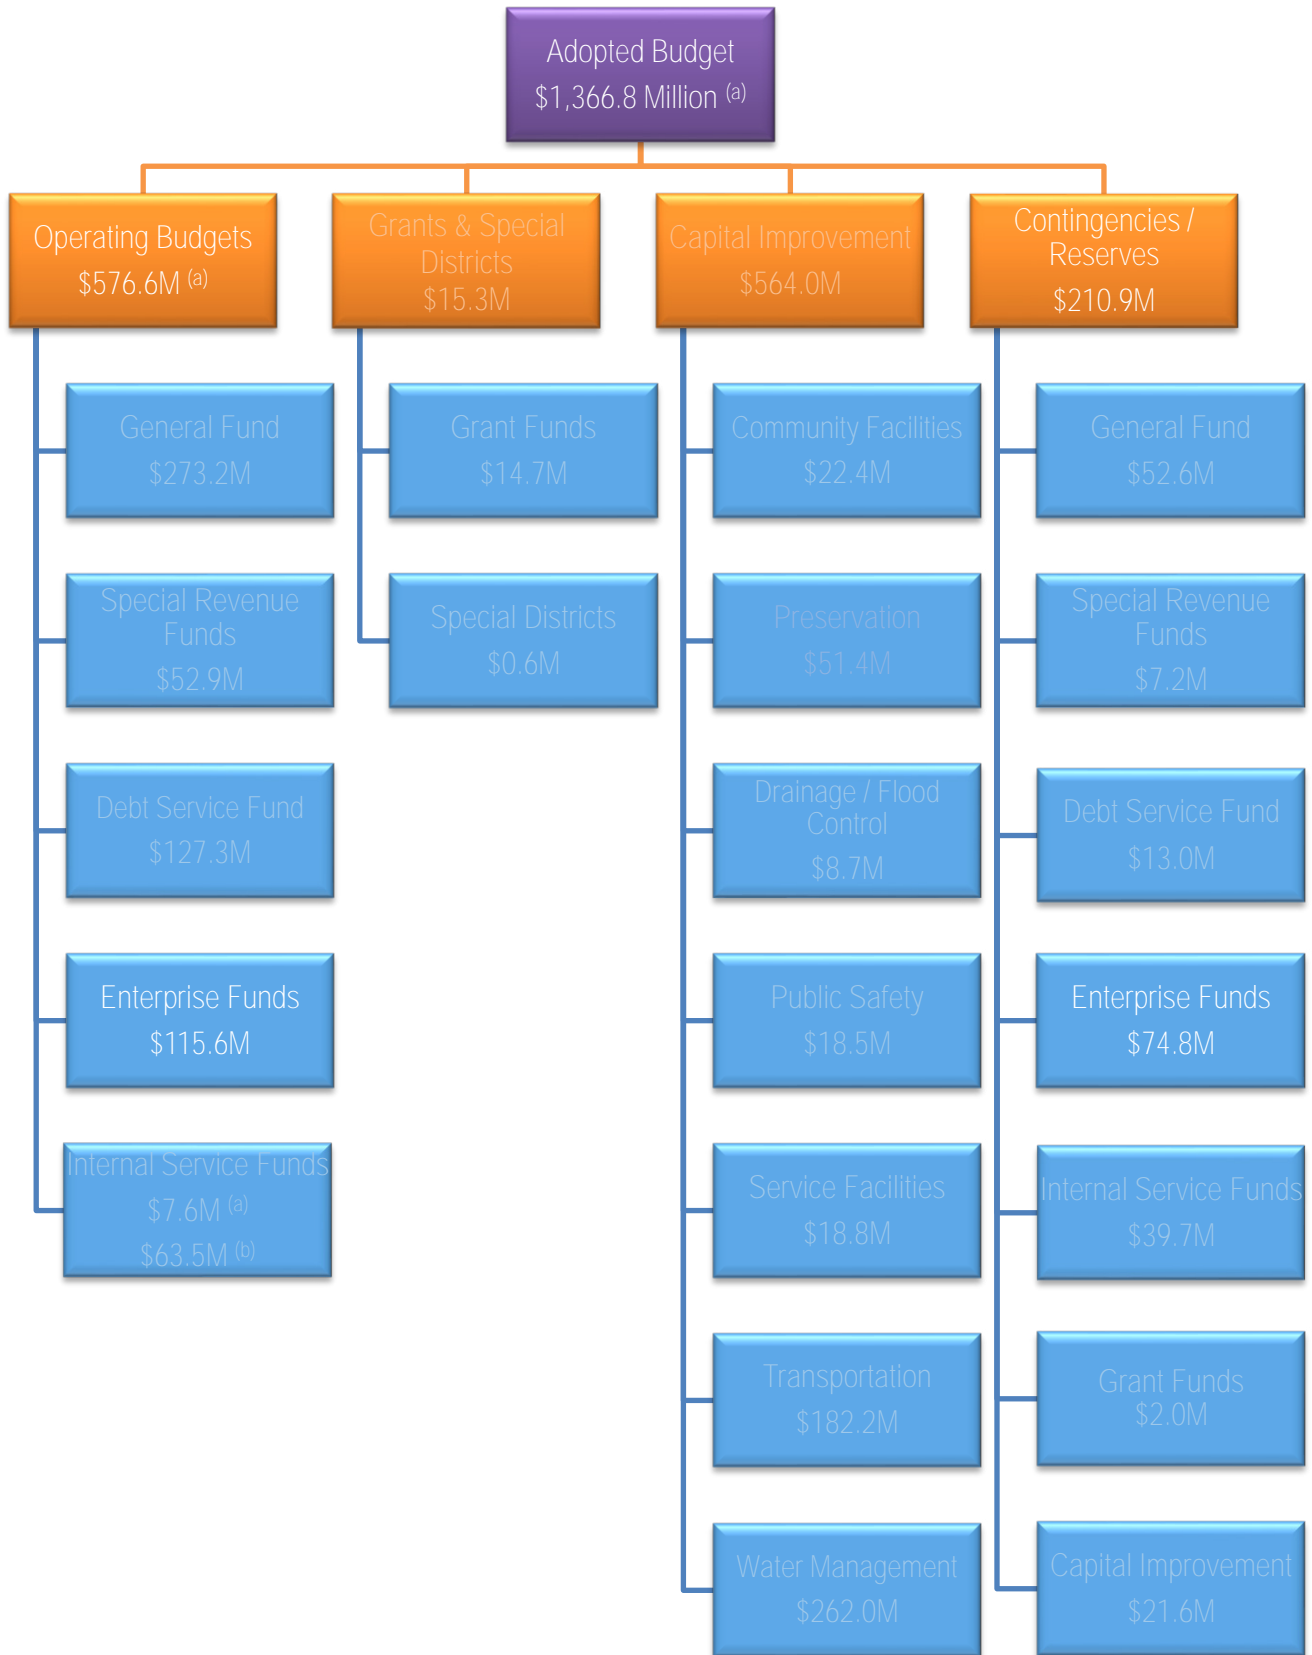 Adopted Budget
$1,366.8 Million (a)
Operating Budgets
$576.6M (a)
General Fund
$273.2M
Special Revenue
Funds
$52.9M
Debt Service Fund
$127.3M
Enterprise Funds
$115.6M
Internal Service Funds
$7.6M (a)
$63.5M (b)
Grants & Special
Districts
$15.3M
Grant Funds
$14.7M
Special Districts
$0.6M
Capital Improvement
$564.0M
Community Facilities
$22.4M
Preservation
$51.4M
Drainage / Flood
Control
$8.7M
Public Safety
$18.5M
Service Facilities
$18.8M
Transportation
$182.2M
Water Management
$262.0M
Contingencies /
Reserves
$210.9M
General Fund
$52.6M
Special Revenue
Funds
$7.2M
Debt Service Fund
$13.0M
Enterprise Funds
$74.8M
Internal Service Funds
$39.7M
Grant Funds
$2.0M
Capital Improvement
$21.6M